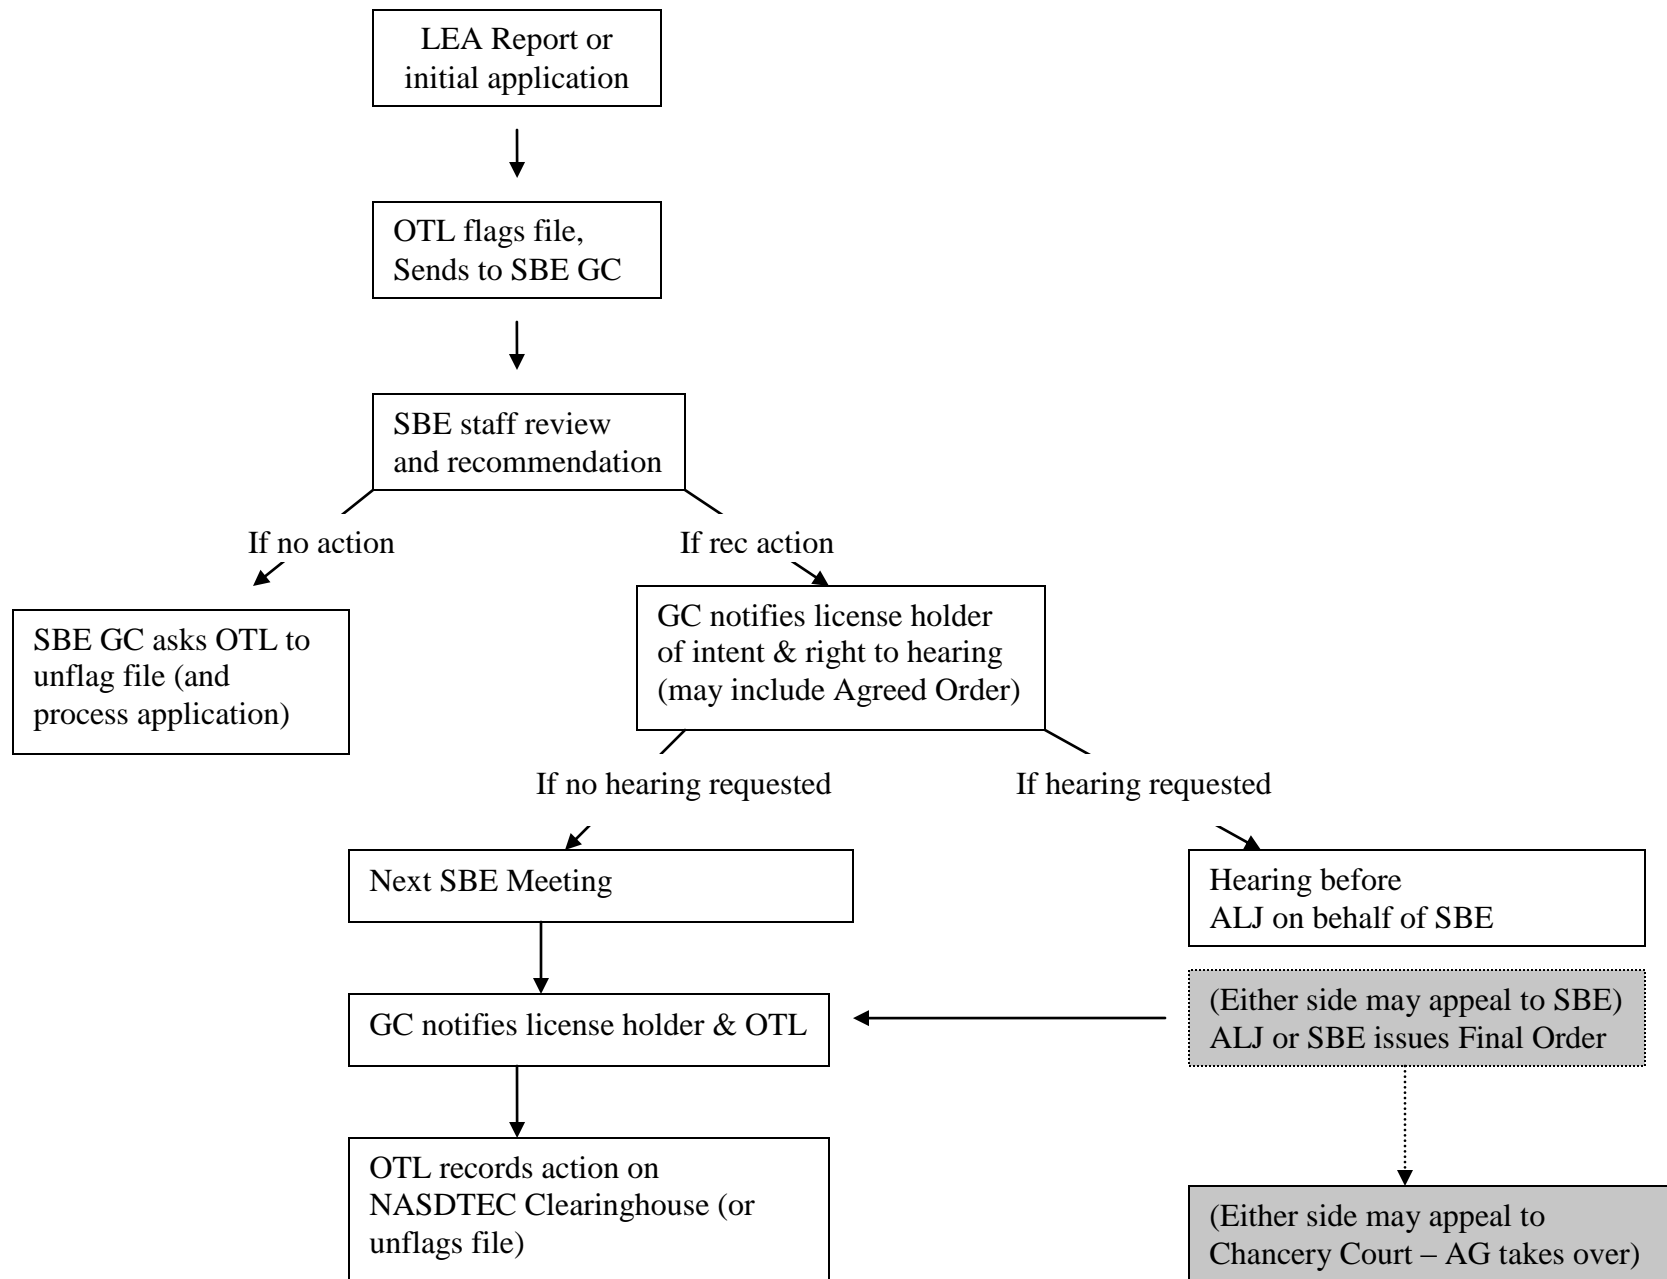 LEA Report or
initial application
OTL flags file,
Sends to SBE GC
SBE staff review
and recommendation
If no action
If rec action
SBE GC asks OTL to
unflag file (and
process application)
GC notifies license holder
of intent & right to hearing
(may include Agreed Order)
If no hearing requested
If hearing requested
Next SBE Meeting
Hearing before
ALJ on behalf of SBE
GC notifies license holder & OTL
(Either side may appeal to SBE)
ALJ or SBE issues Final Order
OTL records action on
NASDTEC Clearinghouse (or
unflags file)
(Either side may appeal to
Chancery Court – AG takes over)